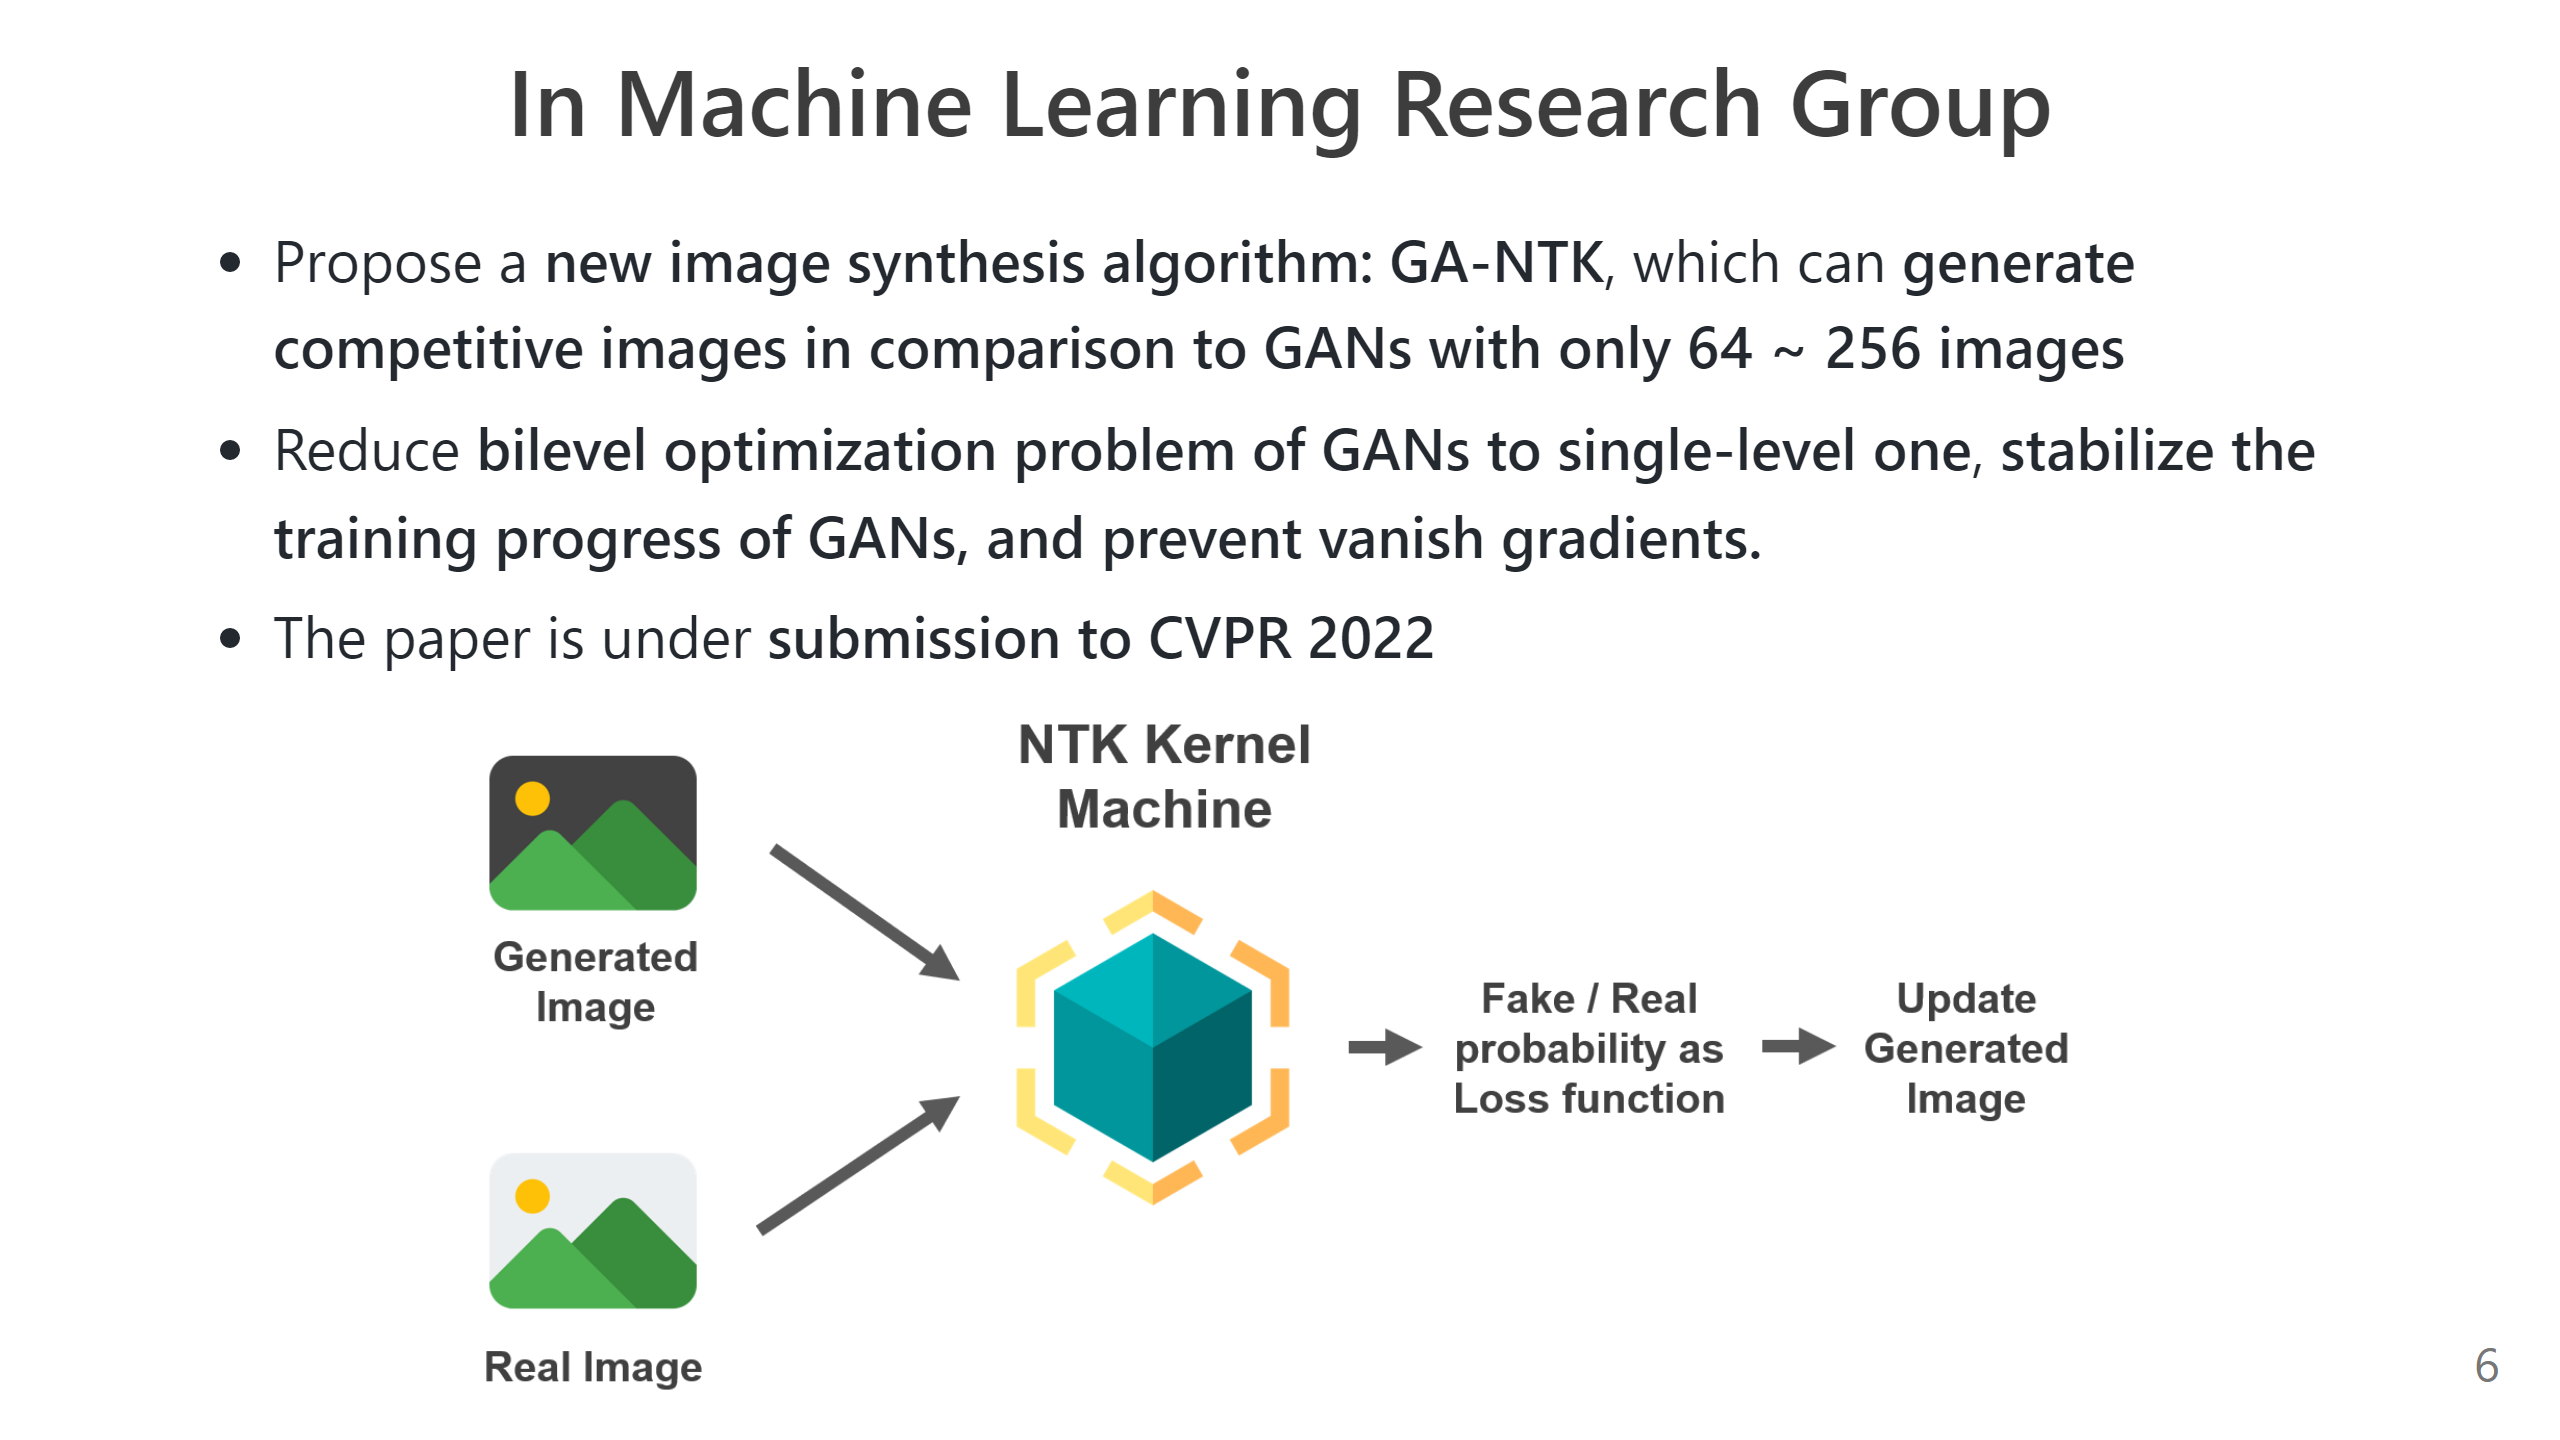 In Machine Learning Research Group
• Propose a new image synthesis algorithm: GA-NTK, which can generate
competitive images in comparison to GANs with only 64 ~ 256 images
• Reduce bilevel optimization problem of GANs to single-level one, stabilize the
training progress of GANs, and prevent vanish gradients.
• The paper is under submission to CVPR 2022
NTK Kernel
Machine
Generated
Image
Fake / Real
probability as
Loss function
Update
Generated
Image
Real Image
6